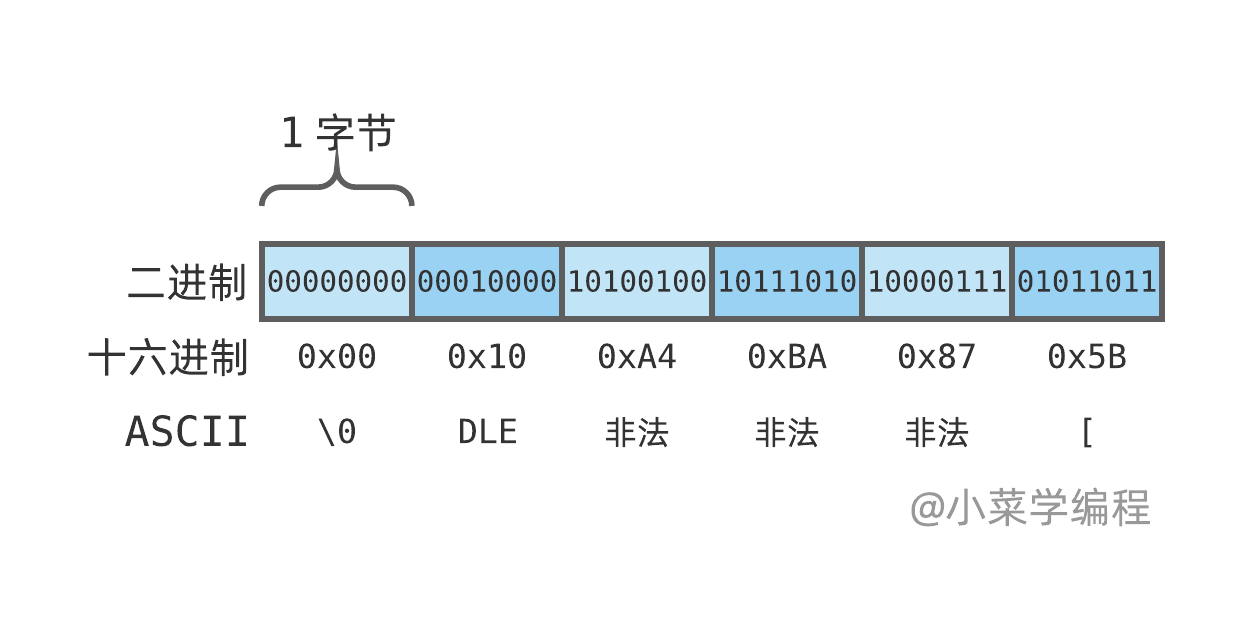 1 字节
二进制 00000000 00010000 10100100 10111010 10000111 01011011
十六进制 0x00 0x10 0xA4 0xBA 0x87 0x5B
ASCII \0 DLE 非法 非法 非法 [
@小菜学编程